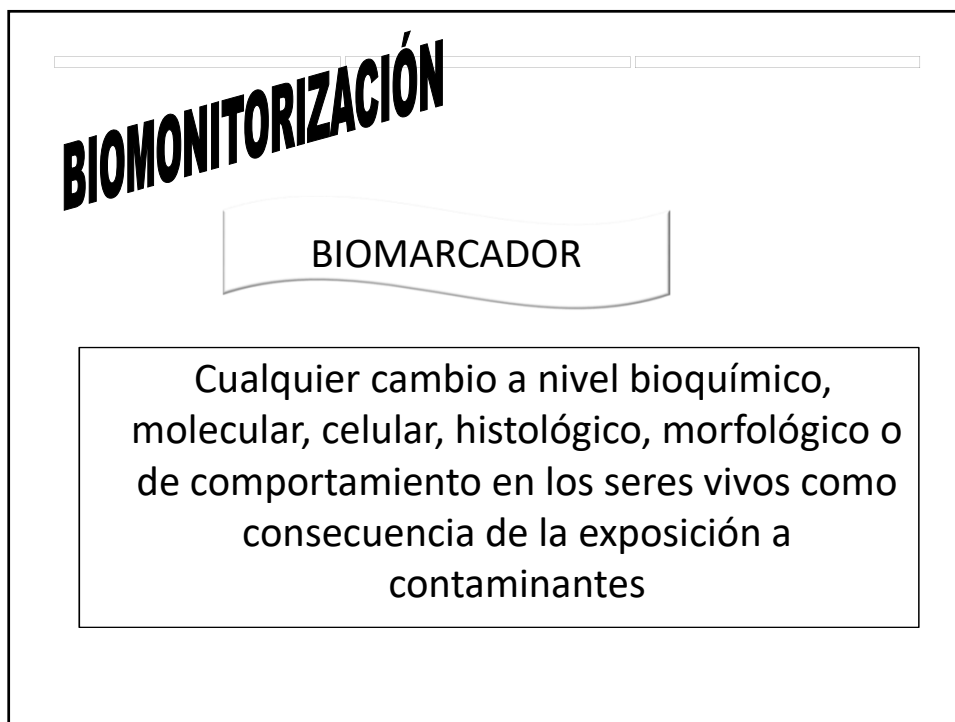 BIOMONITORIZACIÓN
BIOMARCADOR
Cualquier cambio a nivel bioquímico,
molecular, celular, histológico, morfológico o
de comportamiento en los seres vivos como
consecuencia de la exposición a
contaminantes